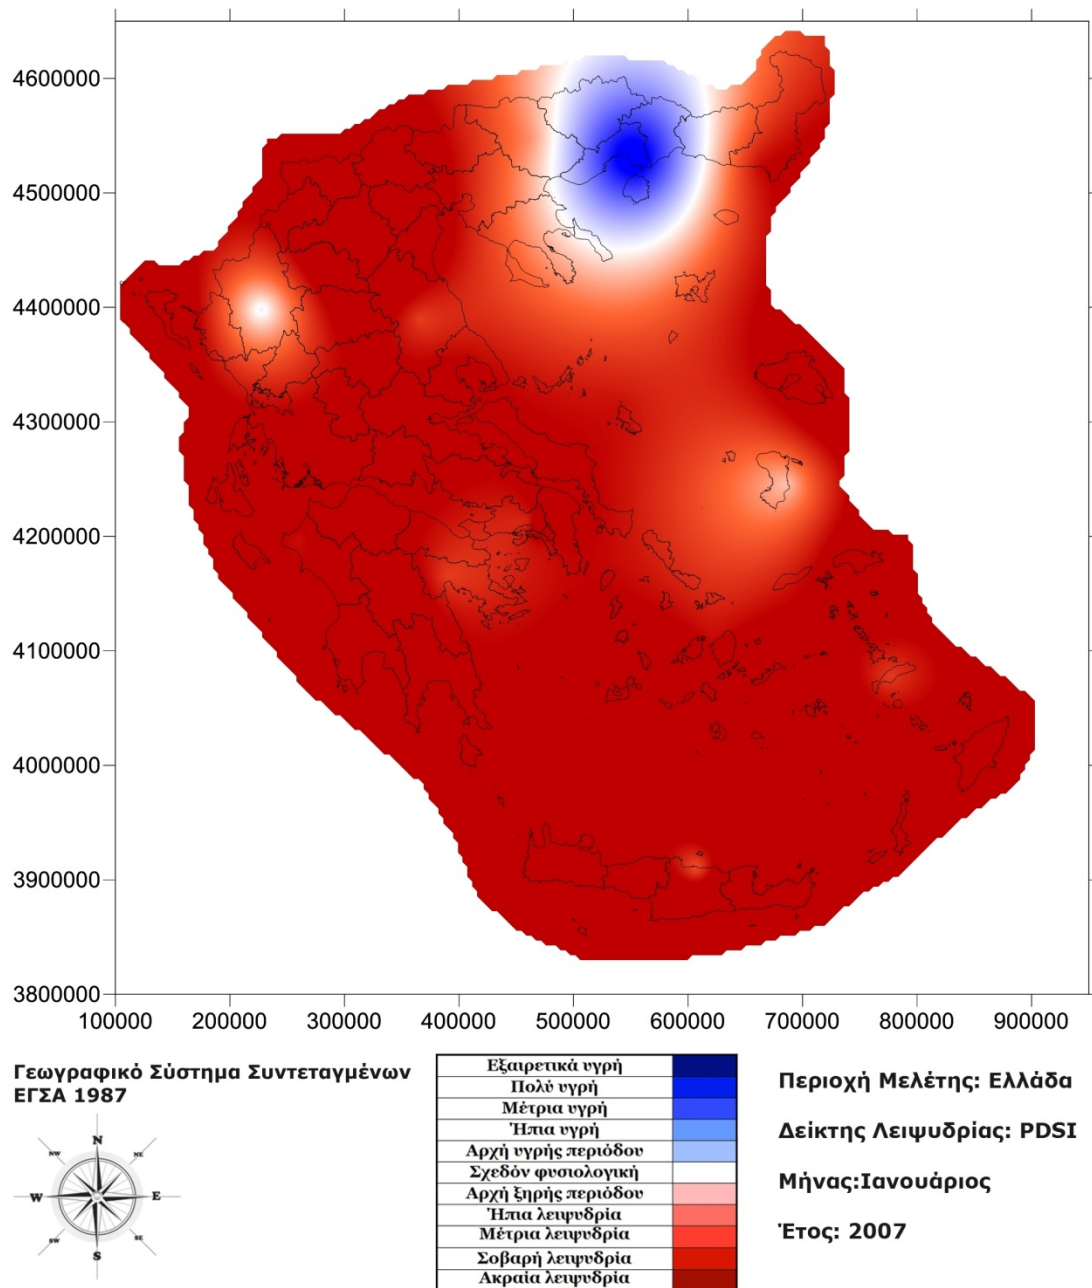 4600000
4500000
4400000
4300000
4200000
4100000
4000000
3900000
3800000
100000 200000 300000 400000 500000 600000 700000 800000 900000
Γεωγραφικό Σύστημα Συντεταγμένων
ΕΓΣΑ 1987
N
NW NE
W E
SW SE
S
Εξαιρετικά υγρή
Πολύ υγρή
Μέτρια υγρή
Ήπια υγρή
Αρχή υγρής περιόδου
Σχεδόν φυσιολογική
Αρχή ξηρής περιόδου
Ήπια λειψυδρία
Μέτρια λειψυδρία
Σοβαρή λειψυδρία
Ακραία λειψυδρία
Περιοχή Μελέτης: Ελλάδα
Δείκτης Λειψυδρίας: PDSI
Μήνας:Ιανουάριος
Έτος: 2007